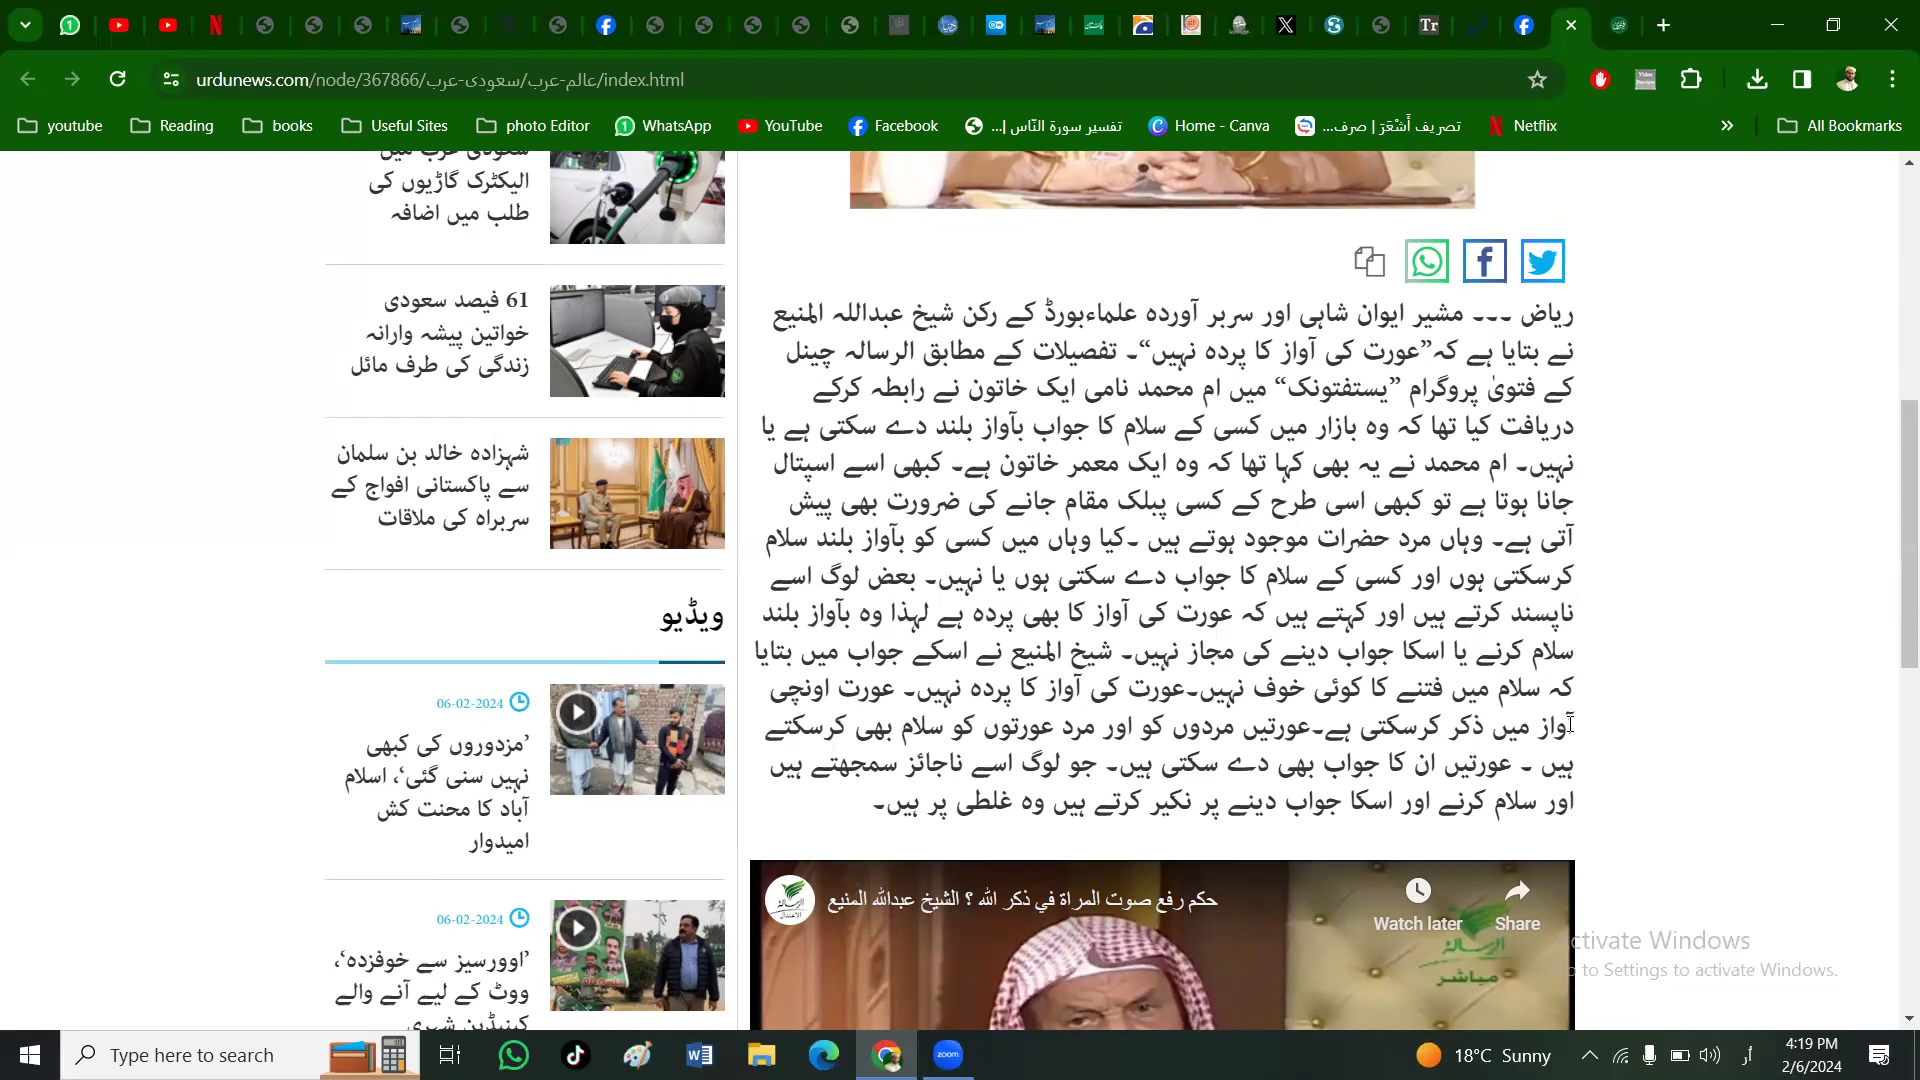 urdunews.com/node/367866/عالم-عرب/سعودی-عرب/index.html
youtube
Reading
books
Useful Sites
photo Editor
WhatsApp
YouTube
Facebook
تفسير سورة النّاس |...
Home - Canva
تصريف أَشْعَرَ | صرف...
Netflix
All Bookmarks
سعودی عرب میں
الیکٹرک گاڑیوں کی
طلب میں اضافہ
61 فیصد سعودی
خواتین پیشہ وارانہ
زندگی کی طرف مائل
شہزادہ خالد بن سلمان
سے پاکستانی افواج کے
سربراہ کی ملاقات
ویڈیو
06-02-2024
’مزدوروں کی کبھی
نہیں سنی گئی‘، اسلام
آباد کا محنت کش
امیدوار
06-02-2024
’اوورسیز سے خوفزدہ‘،
ووٹ کے لیے آنے والے
کینیڈین شہری
ریاض ۔۔۔ مشیر ایوان شاہی اور سربر آوردہ علماءبورڈ کے رکن شیخ عبداللہ المنیع
نے بتایا ہے کہ”عورت کی آواز کا پردہ نہیں“۔ تفصیلات کے مطابق الرسالہ چینل
کے فتویٰ پروگرام ”یستفتونک“ میں ام محمد نامی ایک خاتون نے رابطہ کرکے
دریافت کیا تھا کہ وہ بازار میں کسی کے سلام کا جواب بآواز بلند دے سکتی ہے یا
نہیں۔ ام محمد نے یہ بھی کہا تھا کہ وہ ایک معمر خاتون ہے۔ کبھی اسے اسپتال
جانا ہوتا ہے تو کبھی اسی طرح کے کسی پبلک مقام جانے کی ضرورت بھی پیش
آتی ہے۔ وہاں مرد حضرات موجود ہوتے ہیں ۔کیا وہاں میں کسی کو بآواز بلند سلام
کرسکتی ہوں اور کسی کے سلام کا جواب دے سکتی ہوں یا نہیں۔ بعض لوگ اسے
ناپسند کرتے ہیں اور کہتے ہیں کہ عورت کی آواز کا بھی پردہ ہے لہذا وہ بآواز بلند
سلام کرنے یا اسکا جواب دینے کی مجاز نہیں۔ شیخ المنیع نے اسکے جواب میں بتایا
کہ سلام میں فتنے کا کوئی خوف نہیں۔عورت کی آواز کا پردہ نہیں۔ عورت اونچی
آواز میں ذکر کرسکتی ہے۔عورتیں مردوں کو اور مرد عورتوں کو سلام بھی کرسکتے
ہیں ۔ عورتیں ان کا جواب بھی دے سکتی ہیں۔ جو لوگ اسے ناجائز سمجھتے ہیں
اور سلام کرنے اور اسکا جواب دینے پر نکیر کرتے ہیں وہ غلطی پر ہیں۔
حكم رفع صوت المراة في ذكر الله ؟ الشيخ عبدالله المنيع
Watch later
Share
الرسالة
مباشر
ctivate Windows
o to Settings to activate Windows.
Type here to search
18°C Sunny
4:19 PM
2/6/2024